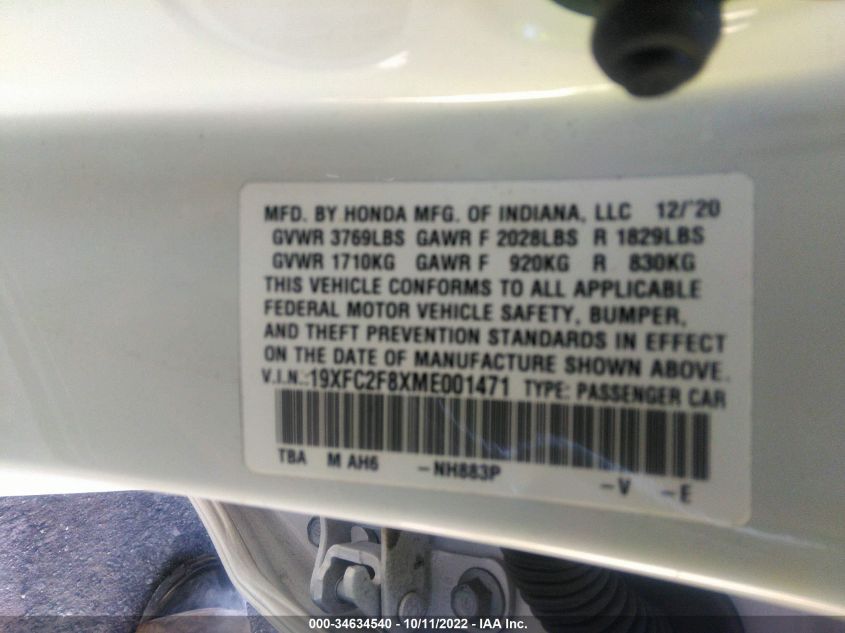 MFD. BY HONDA MFG. OF INDIANA, LLC 12/'20
GVWR 3769LBS GAWR F 2028LBS R 1829LBS
GVWR 1710KG GAWR F 920KG R 830KG
THIS VEHICLE CONFORMS TO ALL APPLICABLE
FEDERAL MOTOR VEHICLE SAFETY, BUMPER,
AND THEFT PREVENTION STANDARDS IN EFFECT
ON THE DATE OF MANUFACTURE SHOWN ABOVE.
V.I.N.:19XFC2F8XME001471 TYPE: PASSENGER CAR
TBA M AH6 -NH883P -V -E
000-34634540 - 10/11/2022 - IAA Inc.